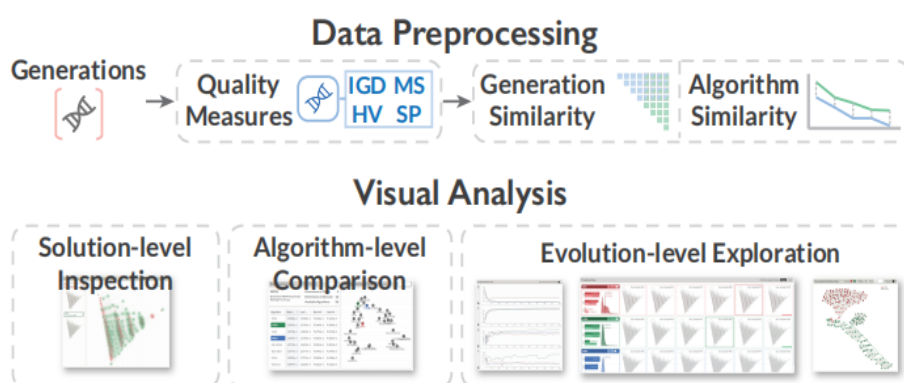 Data Preprocessing
Generations
Quality
Measures
IGD MS
HV SP
Generation
Similarity
Algorithm
Similarity
Visual Analysis
Solution-level
Inspection
Algorithm-level
Comparison
Evolution-level Exploration